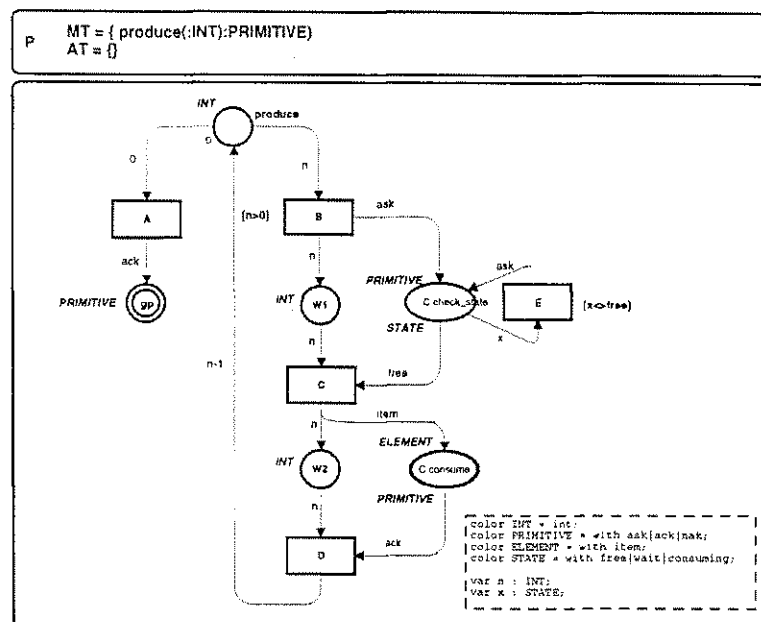 P
MT = { produce(:INT):PRIMITIVE}
AT = {}
INT
produce
0
n
A
[n>0]
B
ask
ack
n
ask
PRIMITIVE
gp
INT
W1
PRIMITIVE
C check_state
E
[x<>free]
STATE
x
n
n-1
free
C
item
n
ELEMENT
INT
W2
C consume
PRIMITIVE
n
ack
D
color INT = int;
color PRIMITIVE = with ask|ack|nak;
color ELEMENT = with item;
color STATE = with free|wait|consuming;
var n : INT;
var x : STATE;